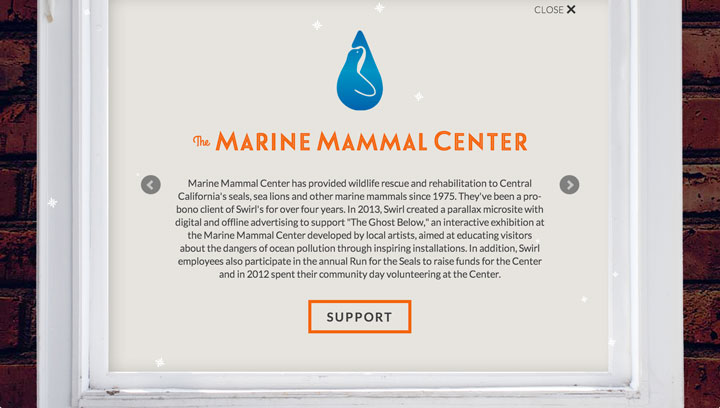 CLOSE ✕
The MARINE MAMMAL CENTER
Marine Mammal Center has provided wildlife rescue and rehabilitation to Central
California's seals, sea lions and other marine mammals since 1975. They've been a pro-
bono client of Swirl's for over four years. In 2013, Swirl created a parallax microsite with
digital and offline advertising to support "The Ghost Below," an interactive exhibition at
the Marine Mammal Center developed by local artists, aimed at educating visitors
about the dangers of ocean pollution through inspiring installations. In addition, Swirl
employees also participate in the annual Run for the Seals to raise funds for the Center
and in 2012 spent their community day volunteering at the Center.
SUPPORT